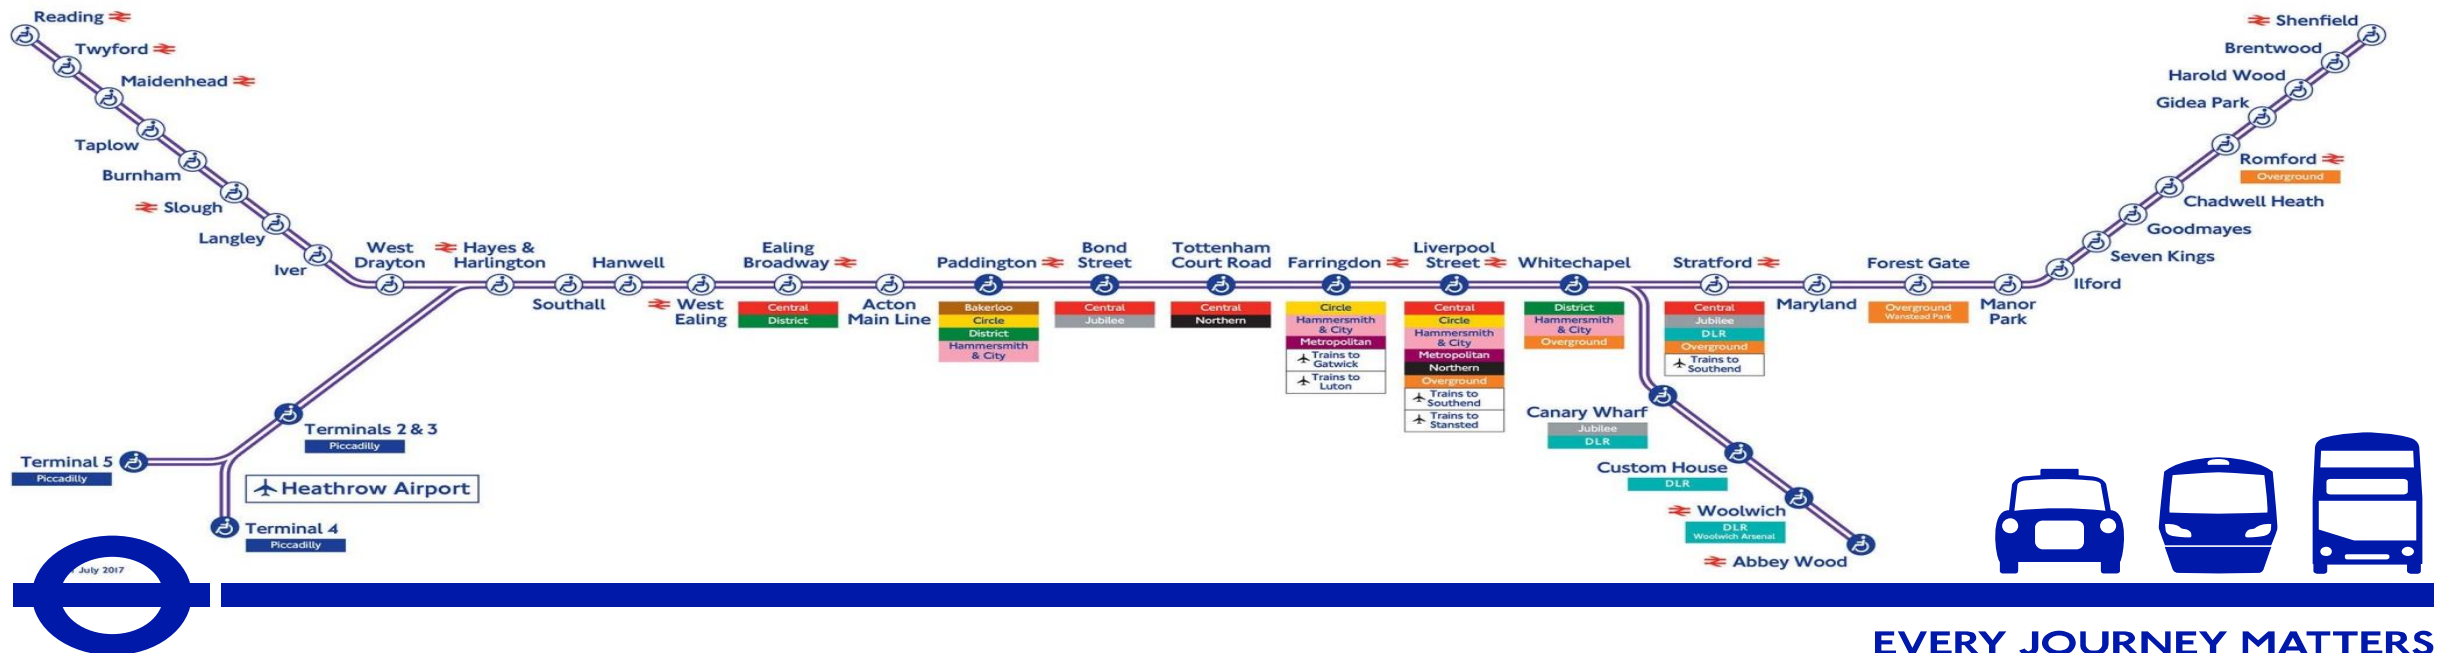 Reading
Twyford
Maidenhead
Taplow
Burnham
Slough
Langley
Iver
West
Drayton
Hayes &
Harlington
Southall
Hanwell
West
Ealing
Ealing
Broadway
Central
District
Acton
Main Line
Paddington
Bakerloo
Circle
District
Hammersmith
& City
Bond
Street
Central
Jubilee
Tottenham
Court Road
Central
Northern
Farringdon
Circle
Hammersmith
& City
Metropolitan
Trains to
Gatwick
Trains to
Luton
Liverpool
Street
Central
Circle
Hammersmith
& City
Metropolitan
Northern
Overground
Trains to
Southend
Trains to
Stansted
Whitechapel
District
Hammersmith
& City
Overground
Stratford
Central
Jubilee
DLR
Overground
Trains to
Southend
Maryland
Forest Gate
Overground
Wanstead Park
Manor
Park
Ilford
Seven Kings
Goodmayes
Chadwell Heath
Romford
Overground
Gidea Park
Harold Wood
Brentwood
Shenfield
Canary Wharf
Jubilee
DLR
Custom House
DLR
Woolwich
DLR
Woolwich Arsenal
Abbey Wood
Terminals 2 & 3
Piccadilly
Terminal 5
Piccadilly
Heathrow Airport
Terminal 4
Piccadilly
July 2017
EVERY JOURNEY MATTERS